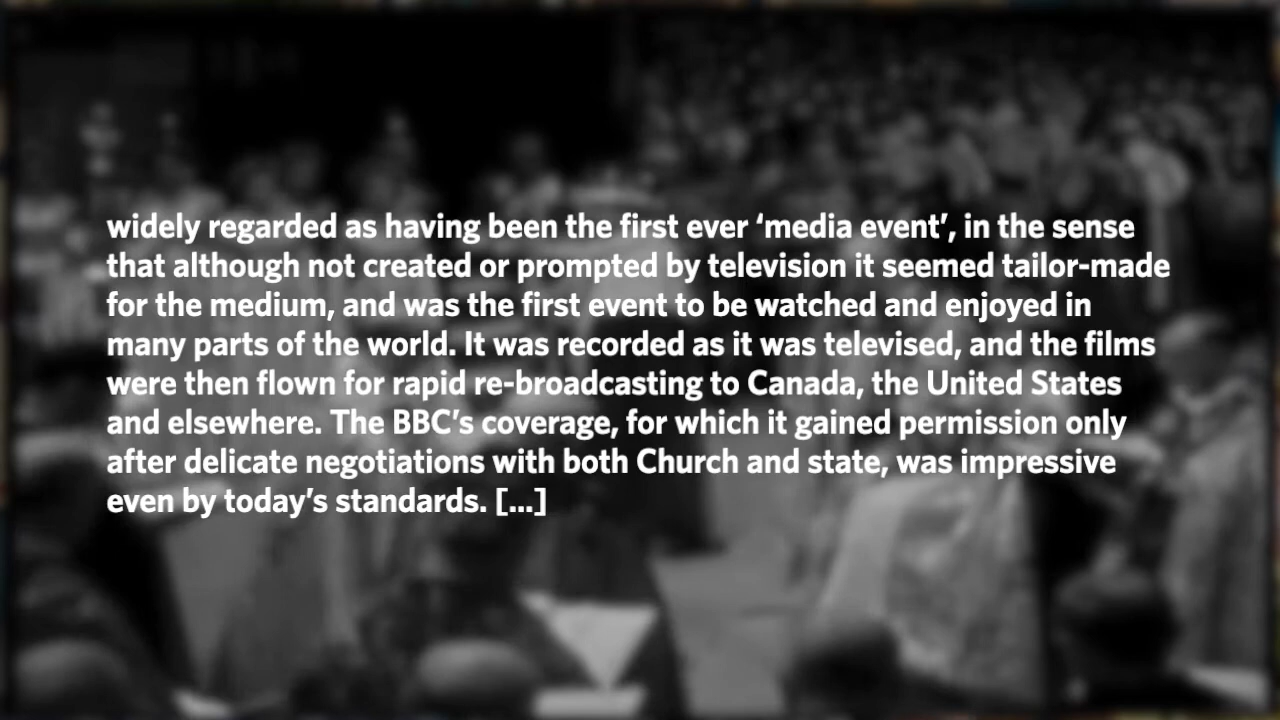 widely regarded as having been the first ever ‘media event’, in the sense
that although not created or prompted by television it seemed tailor-made
for the medium, and was the first event to be watched and enjoyed in
many parts of the world. It was recorded as it was televised, and the films
were then flown for rapid re-broadcasting to Canada, the United States
and elsewhere. The BBC’s coverage, for which it gained permission only
after delicate negotiations with both Church and state, was impressive
even by today’s standards. [...]